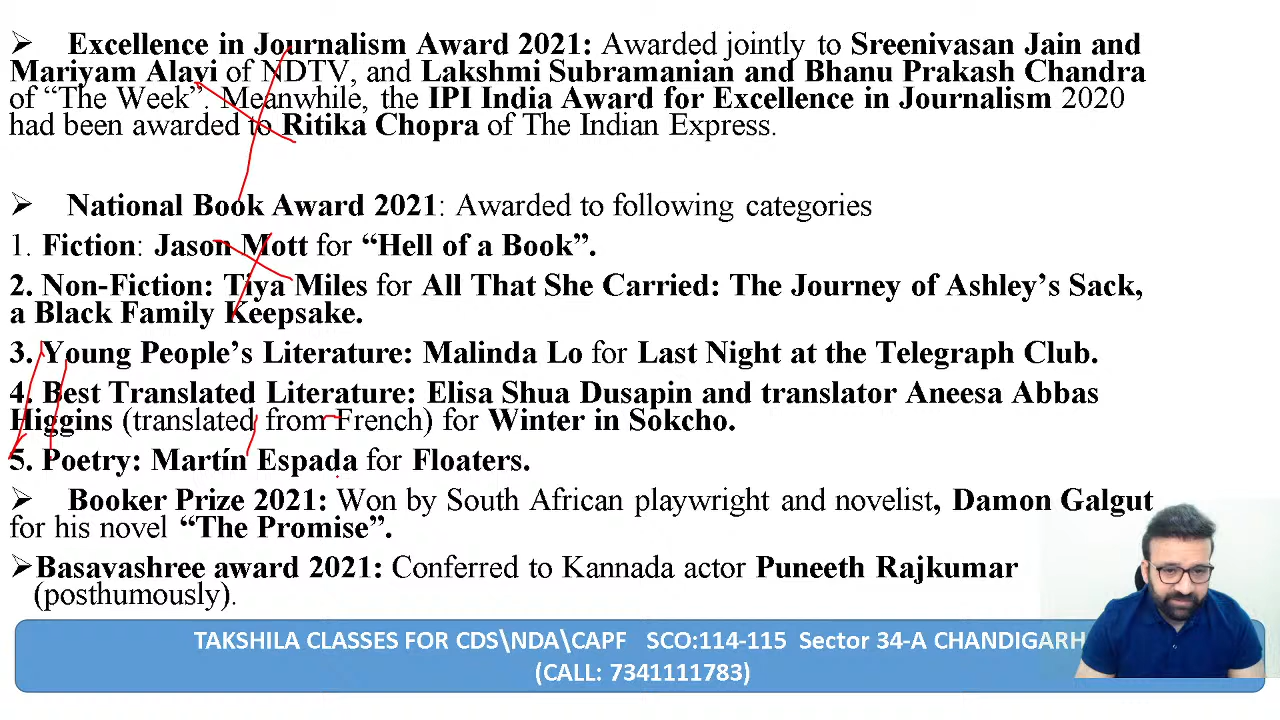 ➢ Excellence in Journalism Award 2021: Awarded jointly to Sreenivasan Jain and
Mariyam Alavi of NDTV, and Lakshmi Subramanian and Bhanu Prakash Chandra
of “The Week”. Meanwhile, the IPI India Award for Excellence in Journalism 2020
had been awarded to Ritika Chopra of The Indian Express.
➢ National Book Award 2021: Awarded to following categories
1. Fiction: Jason Mott for “Hell of a Book”.
2. Non-Fiction: Tiya Miles for All That She Carried: The Journey of Ashley’s Sack,
a Black Family Keepsake.
3. Young People’s Literature: Malinda Lo for Last Night at the Telegraph Club.
4. Best Translated Literature: Elisa Shua Dusapin and translator Aneesa Abbas
Higgins (translated from French) for Winter in Sokcho.
5. Poetry: Martín Espada for Floaters.
➢ Booker Prize 2021: Won by South African playwright and novelist, Damon Galgut
for his novel “The Promise”.
➢Basavashree award 2021: Conferred to Kannada actor Puneeth Rajkumar
(posthumously).
TAKSHILA CLASSES FOR CDS\NDA\CAPF SCO:114-115 Sector 34-A CHANDIGARH
(CALL: 7341111783)